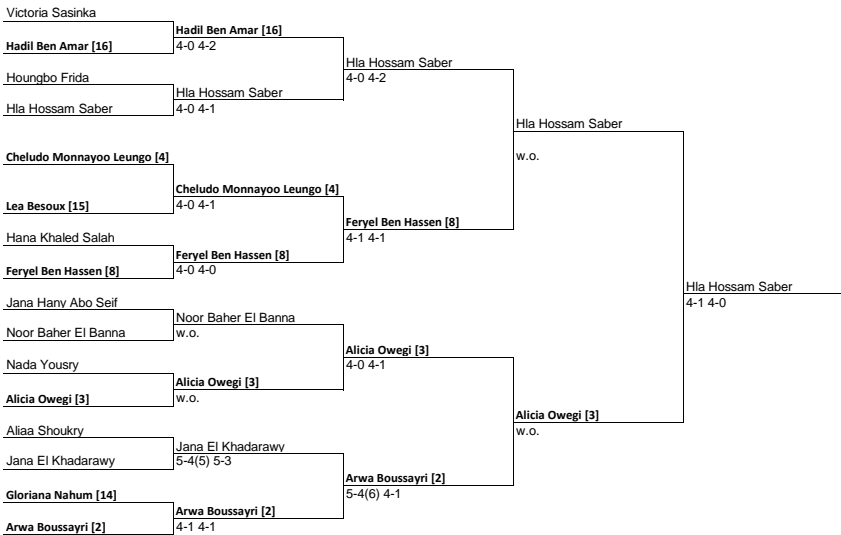 Victoria Sasinka
Hadil Ben Amar [16]
Hadil Ben Amar [16]
4-0 4-2
Hla Hossam Saber
4-0 4-2
Houngbo Frida
Hla Hossam Saber
4-0 4-1
Hla Hossam Saber
Hla Hossam Saber
w.o.
Cheludo Monnayoo Leungo [4]
Cheludo Monnayoo Leungo [4]
4-0 4-1
Lea Besoux [15]
Feryel Ben Hassen [8]
4-1 4-1
Hana Khaled Salah
Feryel Ben Hassen [8]
4-0 4-0
Feryel Ben Hassen [8]
Hla Hossam Saber
4-1 4-0
Jana Hany Abo Seif
Noor Baher El Banna
w.o.
Noor Baher El Banna
Alicia Owegi [3]
4-0 4-1
Nada Yousry
Alicia Owegi [3]
w.o.
Alicia Owegi [3]
Alicia Owegi [3]
w.o.
Aliaa Shoukry
Jana El Khadarawy
5-4(5) 5-3
Jana El Khadarawy
Arwa Boussayri [2]
5-4(6) 4-1
Gloriana Nahum [14]
Arwa Boussayri [2]
4-1 4-1
Arwa Boussayri [2]